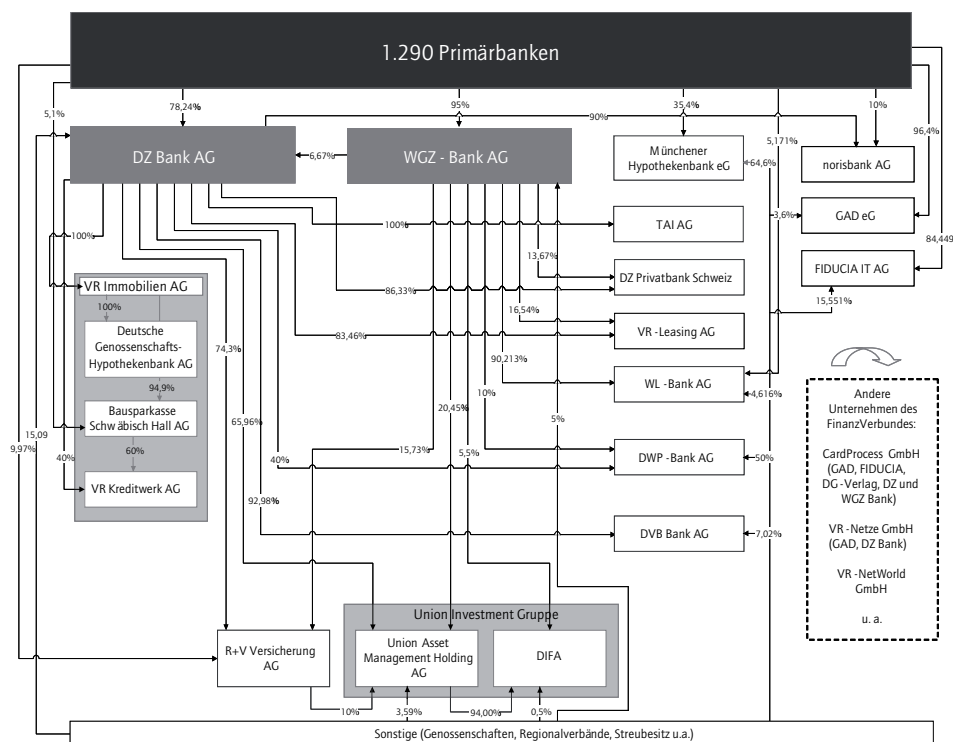 1.290 Primärbanken
5,1%
78,24%
95%
35,4%
10%
90%
5,171%
96,4%
DZ Bank AG
6,67%
WGZ - Bank AG
Münchener
Hypothekenbank eG
64,6%
norisbank AG
3,6%
GAD eG
100%
100%
TAI AG
84,449
13,67%
FIDUCIA IT AG
86,33%
DZ Privatbank Schweiz
15,551%
VR Immobilien AG
100%
16,54%
Deutsche
Genossenschafts-
Hypothekenbank AG
83,46%
VR -Leasing AG
74,3%
90,213%
94,9%
WL -Bank AG
4,616%
Bausparkasse
Schwäbisch Hall AG
65,96%
20,45%
10%
5%
15,09
9,97%
60%
40%
VR Kreditwerk AG
40%
15,73%
5,5%
DWP -Bank AG
50%
92,98%
DVB Bank AG
7,02%
Andere
Unternehmen des
FinanzVerbundes:
CardProcess GmbH
(GAD, FIDUCIA,
DG -Verlag, DZ und
WGZ Bank)
VR -Netze GmbH
(GAD, DZ Bank)
VR -NetWorld
GmbH
u. a.
Union Investment Gruppe
R+V Versicherung
AG
Union Asset
Management Holding
AG
DIFA
10%
3,59%
94,00%
0,5%
Sonstige (Genossenschaften, Regionalverbände, Streubesitz u.a.)